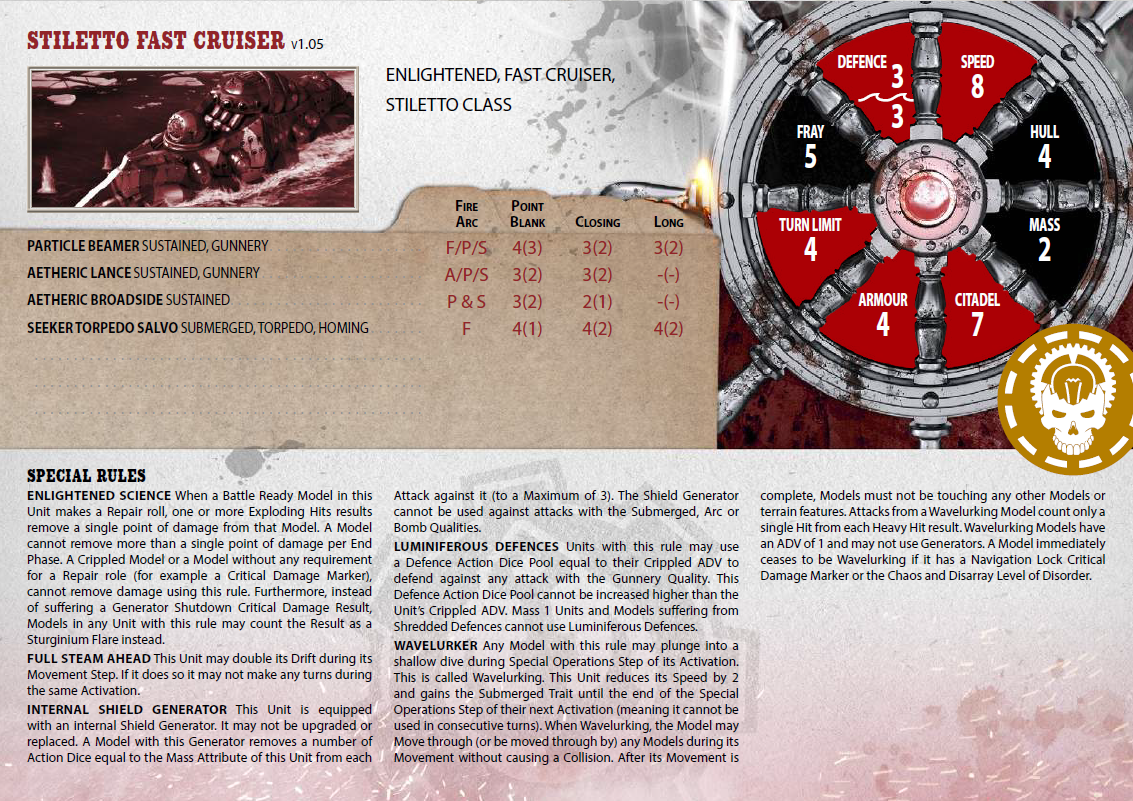 STILETTO FAST CRUISER v1.05
ENLIGHTENED, FAST CRUISER,
STILETTO CLASS
DEFENCE 3
3
SPEED
8
FRAY
5
HULL
4
TURN LIMIT
4
MASS
2
ARMOUR
4
CITADEL
7
FIRE ARC POINT BLANK CLOSING LONG
PARTICLE BEAMER SUSTAINED, GUNNERY F/P/S 4(3) 3(2) 3(2)
AETHERIC LANCE SUSTAINED, GUNNERY A/P/S 3(2) 3(2) -(-)
AETHERIC BROADSIDE SUSTAINED P & S 3(2) 2(1) -(-)
SEEKER TORPEDO SALVO SUBMERGED, TORPEDO, HOMING F 4(1) 4(2) 4(2)
SPECIAL RULES
ENLIGHTENED SCIENCE When a Battle Ready Model in this
Unit makes a Repair roll, one or more Exploding Hits results
remove a single point of damage from that Model. A Model
cannot remove more than a single point of damage per End
Phase. A Crippled Model or a Model without any requirement
for a Repair role (for example a Critical Damage Marker),
cannot remove damage using this rule. Furthermore, instead
of suffering a Generator Shutdown Critical Damage Result,
Models in any Unit with this rule may count the Result as a
Sturginium Flare instead.
FULL STEAM AHEAD This Unit may double its Drift during its
Movement Step. If it does so it may not make any turns during
the same Activation.
INTERNAL SHIELD GENERATOR This Unit is equipped
with an internal Shield Generator. It may not be upgraded or
replaced. A Model with this Generator removes a number of
Action Dice equal to the Mass Attribute of this Unit from each
Attack against it (to a Maximum of 3). The Shield Generator
cannot be used against attacks with the Submerged, Arc or
Bomb Qualities.
LUMINIFEROUS DEFENCES Units with this rule may use
a Defence Action Dice Pool equal to their Crippled ADV to
defend against any attack with the Gunnery Quality. This
Defence Action Dice Pool cannot be increased higher than the
Unit's Crippled ADV. Mass 1 Units and Models suffering from
Shredded Defences cannot use Luminiferous Defences.
WAVELURKER Any Model with this rule may plunge into a
shallow dive during Special Operations Step of its Activation.
This is called Wavelurking. This Unit reduces its Speed by 2
and gains the Submerged Trait until the end of the Special
Operations Step of their next Activation (meaning it cannot be
used in consecutive turns). When Wavelurking, the Model may
Move through (or be moved through by) any Models during its
Movement without causing a Collision. After its Movement is
complete, Models must not be touching any other Models or
terrain features. Attacks from a Wavelurking Model count only a
single Hit from each Heavy Hit result. Wavelurking Models have
an ADV of 1 and may not use Generators. A Model immediately
ceases to be Wavelurking if it has a Navigation Lock Critical
Damage Marker or the Chaos and Disarray Level of Disorder.